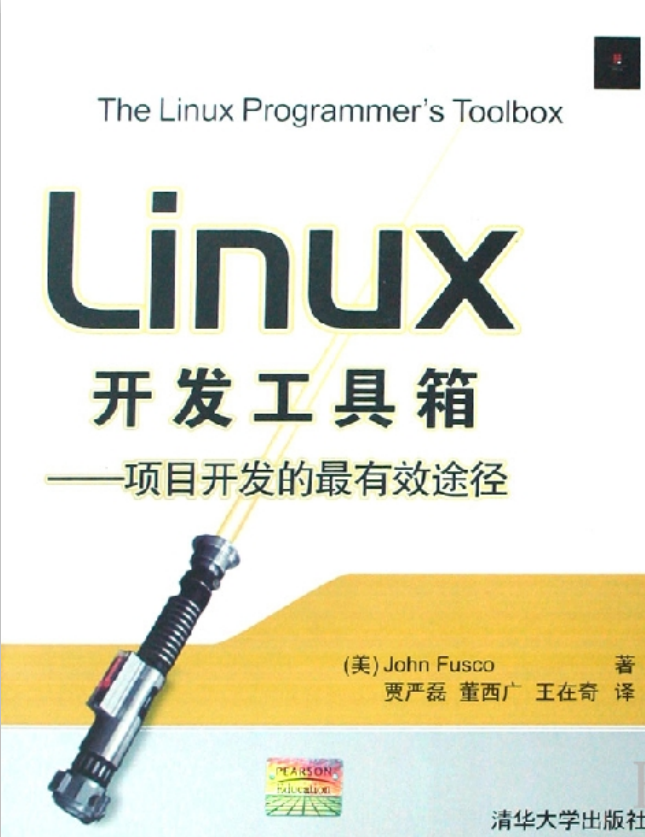 The Linux Programmer's Toolbox
Linux
开发工具箱
——项目开发的最有效途径
(美) John Fusco 著
贾严磊 董西广 王在奇 译
PEARSON
Education
清华大学出版社